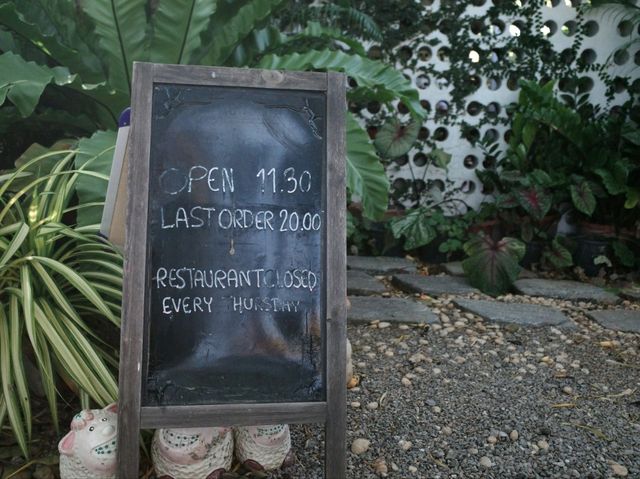 OPEN 11.30
LAST ORDER 20.00
RESTAURANT CLOSED
EVERY THURSDAY